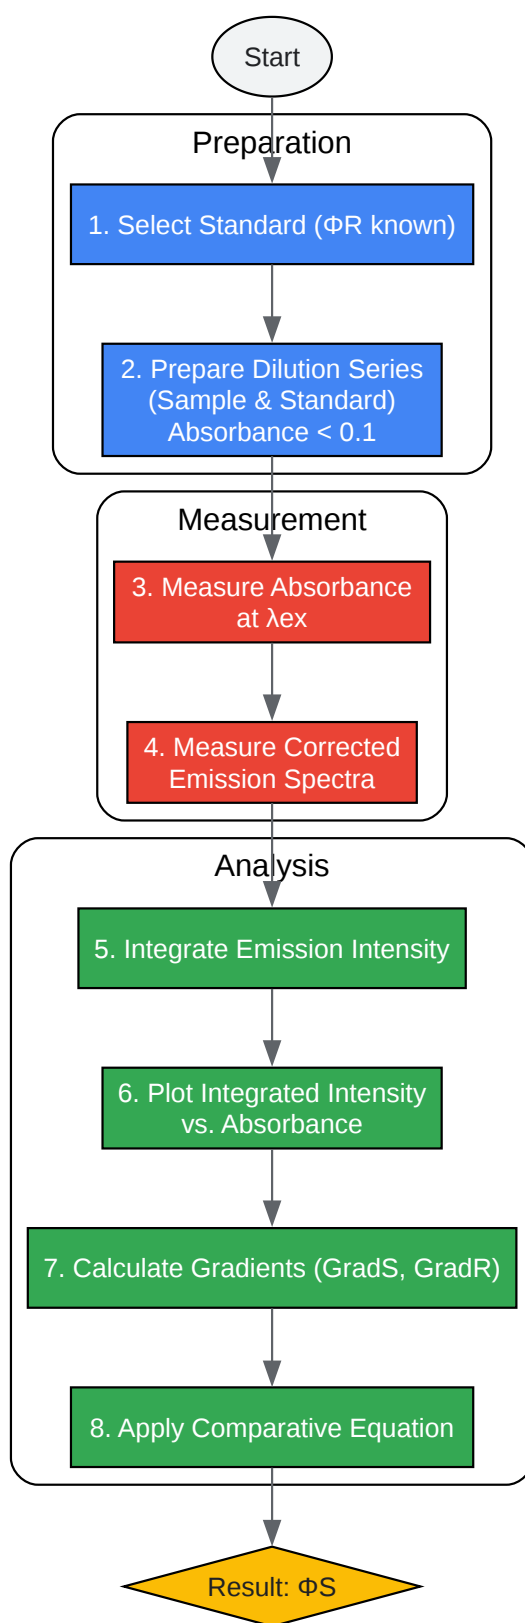 Start
Preparation
1. Select Standard (ΦR known)
2. Prepare Dilution Series
(Sample & Standard)
Absorbance < 0.1
Measurement
3. Measure Absorbance
at λex
4. Measure Corrected
Emission Spectra
Analysis
5. Integrate Emission Intensity
6. Plot Integrated Intensity
vs. Absorbance
7. Calculate Gradients (GradS, GradR)
8. Apply Comparative Equation
Result: ΦS